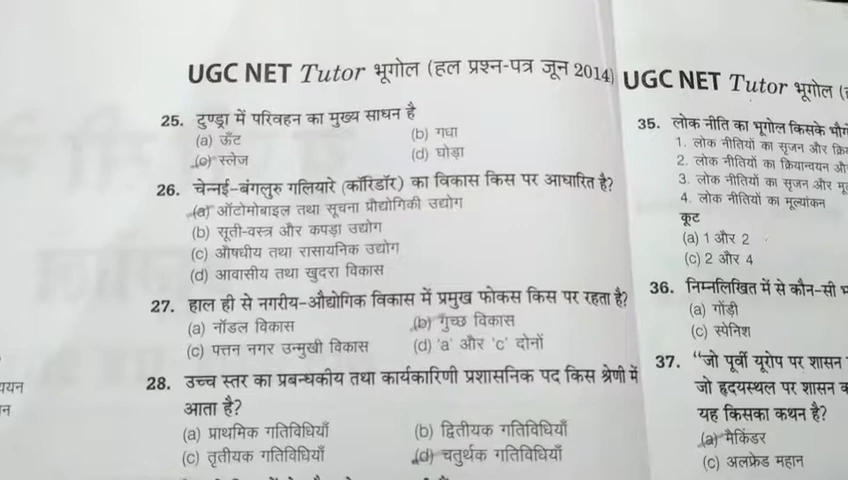 UGC NET Tutor भूगोल (हल प्रश्न-पत्र जून 2014)
25. टुण्ड्रा में परिवहन का मुख्य साधन है
(a) ऊँट (b) गधा
(c) स्लेज (d) घोड़ा
26. चेन्नई-बंगलुरु गलियारे (कॉरिडॉर) का विकास किस पर आधारित है?
(a) ऑटोमोबाइल तथा सूचना प्रौद्योगिकी उद्योग
(b) सूती-वस्त्र और कपड़ा उद्योग
(c) औषधीय तथा रासायनिक उद्योग
(d) आवासीय तथा खुदरा विकास
27. हाल ही से नगरीय-औद्योगिक विकास में प्रमुख फोकस किस पर रहता है?
(a) नॉडल विकास (b) गुच्छ विकास
(c) पत्तन नगर उन्मुखी विकास (d) 'a' और 'c' दोनों
28. उच्च स्तर का प्रबन्धकीय तथा कार्यकारिणी प्रशासनिक पद किस श्रेणी में
आता है?
(a) प्राथमिक गतिविधियाँ (b) द्वितीयक गतिविधियाँ
(c) तृतीयक गतिविधियाँ (d) चतुर्थक गतिविधियाँ
UGC NET Tutor भूगोल
35. लोक नीति का भूगोल किसके
1. लोक नीतियों का सृजन और
2. लोक नीतियों का क्रियान्वयन
3. लोक नीतियों का सृजन और
4. लोक नीतियों का मूल्यांकन
कूट
(a) 1 और 2
(c) 2 और 4
36. निम्नलिखित में से कौन-सी
(a) गोंड़ी
(c) स्पेनिश
37. "जो पूर्वी यूरोप पर शासन
जो हृदयस्थल पर शासन
यह किसका कथन है?
(a) मैकिंडर
(c) अलफ्रेड महान